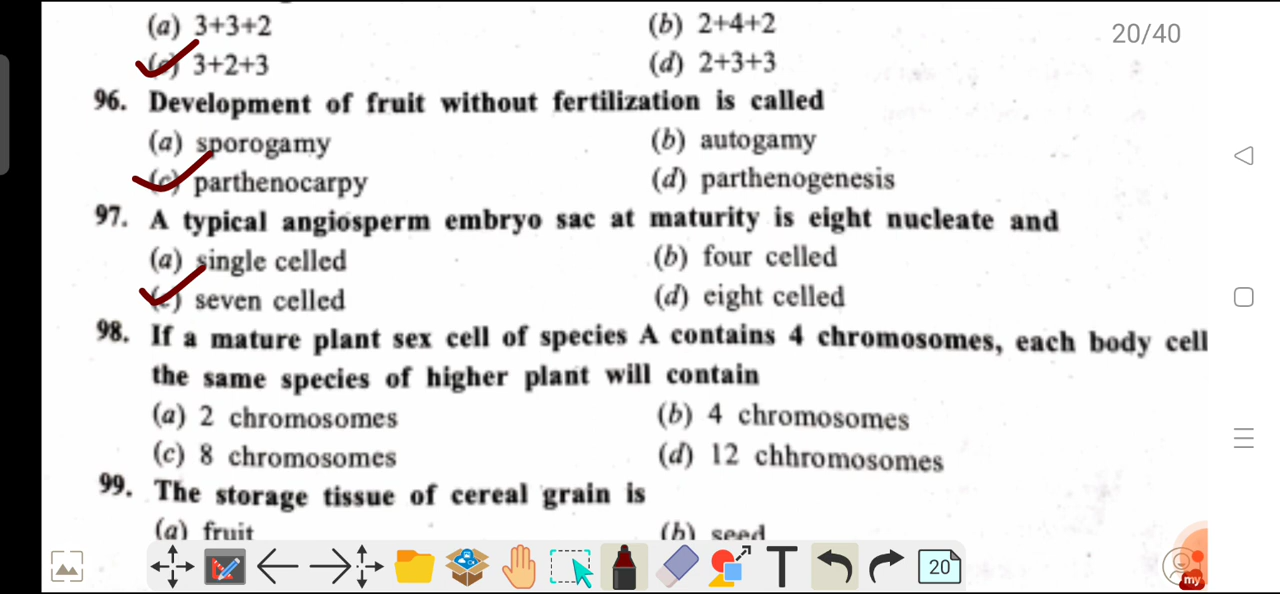 (a) 3+3+2 (b) 2+4+2
20/40
(c) 3+2+3 (d) 2+3+3
96. Development of fruit without fertilization is called
(a) sporogamy (b) autogamy
(c) parthenocarpy (d) parthenogenesis
97. A typical angiosperm embryo sac at maturity is eight nucleate and
(a) single celled (b) four celled
(c) seven celled (d) eight celled
98. If a mature plant sex cell of species A contains 4 chromosomes, each body cell
the same species of higher plant will contain
(a) 2 chromosomes (b) 4 chromosomes
(c) 8 chromosomes (d) 12 chhromosomes
99. The storage tissue of cereal grain is
(a) fruit (b) seed
T 20
my